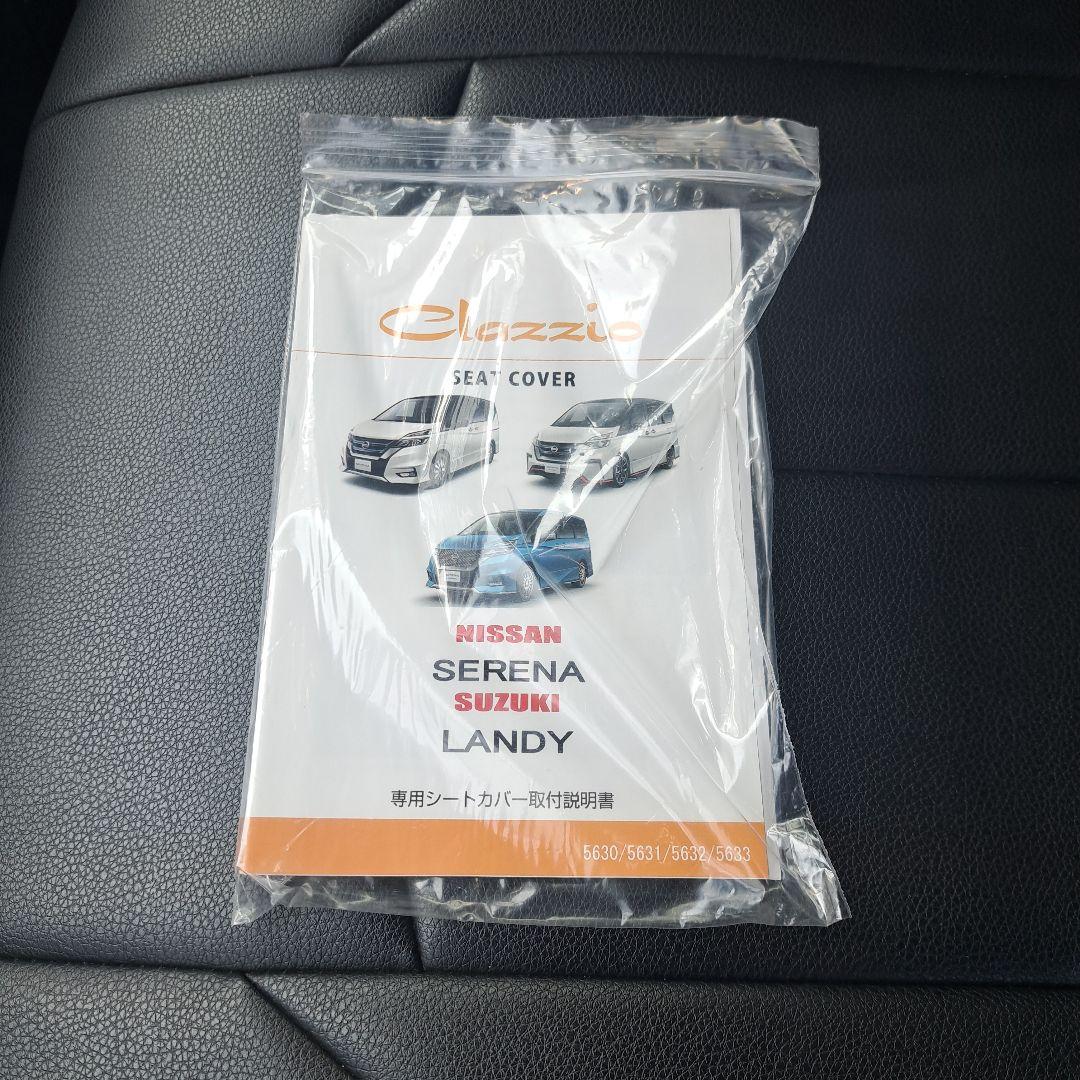 Clazzio
SEAT COVER
NISSAN
SERENA
SUZUKI
LANDY
専用シートカバー取付説明書
5630/5631/5632/5633